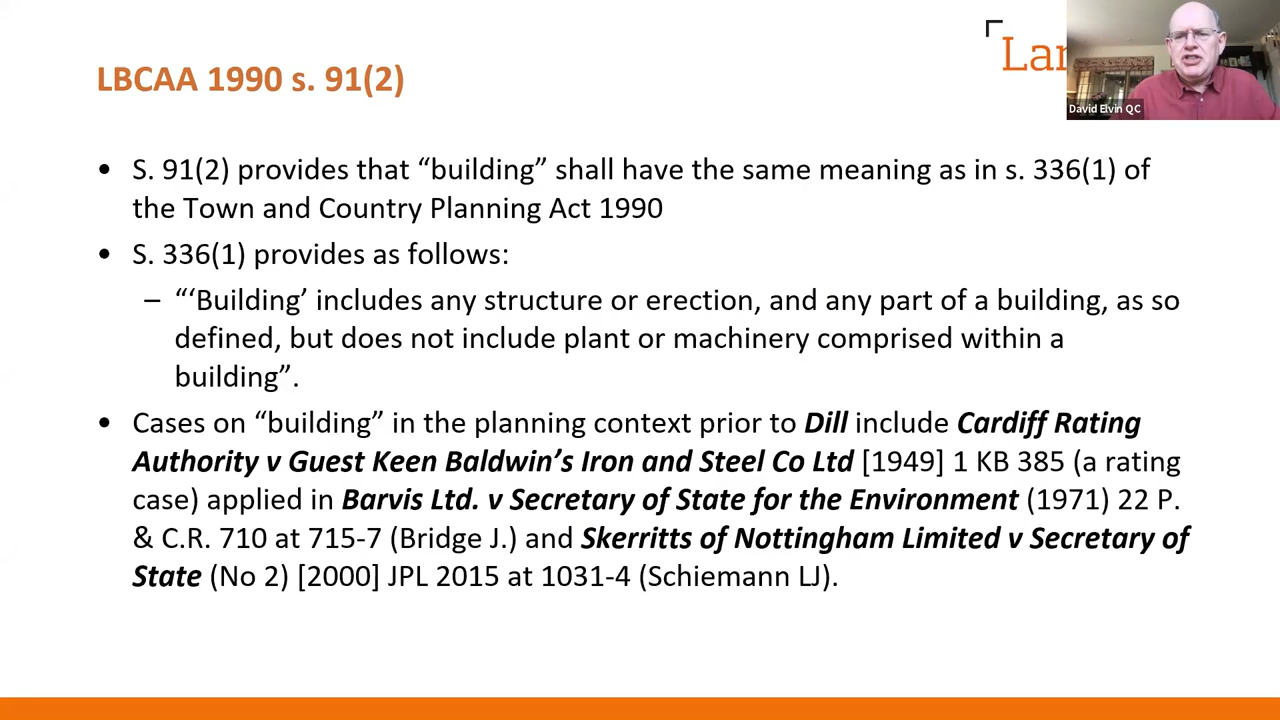 LBCAA 1990 s. 91(2)
Lan
David Elvin QC
• S. 91(2) provides that “building” shall have the same meaning as in s. 336(1) of
the Town and Country Planning Act 1990
• S. 336(1) provides as follows:
– “‘Building’ includes any structure or erection, and any part of a building, as so
defined, but does not include plant or machinery comprised within a
building”.
• Cases on “building” in the planning context prior to Dill include Cardiff Rating
Authority v Guest Keen Baldwin’s Iron and Steel Co Ltd [1949] 1 KB 385 (a rating
case) applied in Barvis Ltd. v Secretary of State for the Environment (1971) 22 P.
& C.R. 710 at 715-7 (Bridge J.) and Skerritts of Nottingham Limited v Secretary of
State (No 2) [2000] JPL 2015 at 1031-4 (Schiemann LJ).